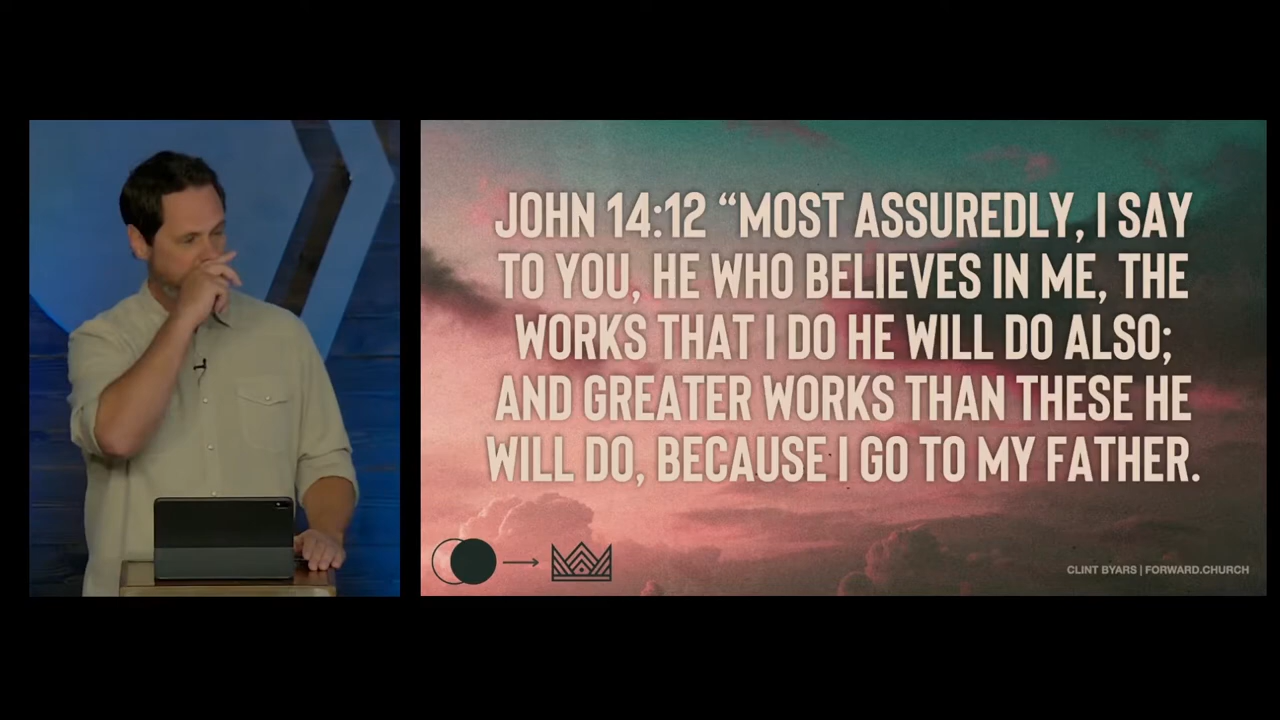 JOHN 14:12 “MOST ASSUREDLY, I SAY
TO YOU, HE WHO BELIEVES IN ME, THE
WORKS THAT I DO HE WILL DO ALSO;
AND GREATER WORKS THAN THESE HE
WILL DO, BECAUSE I GO TO MY FATHER.
CLINT BYARS | FORWARD.CHURCH